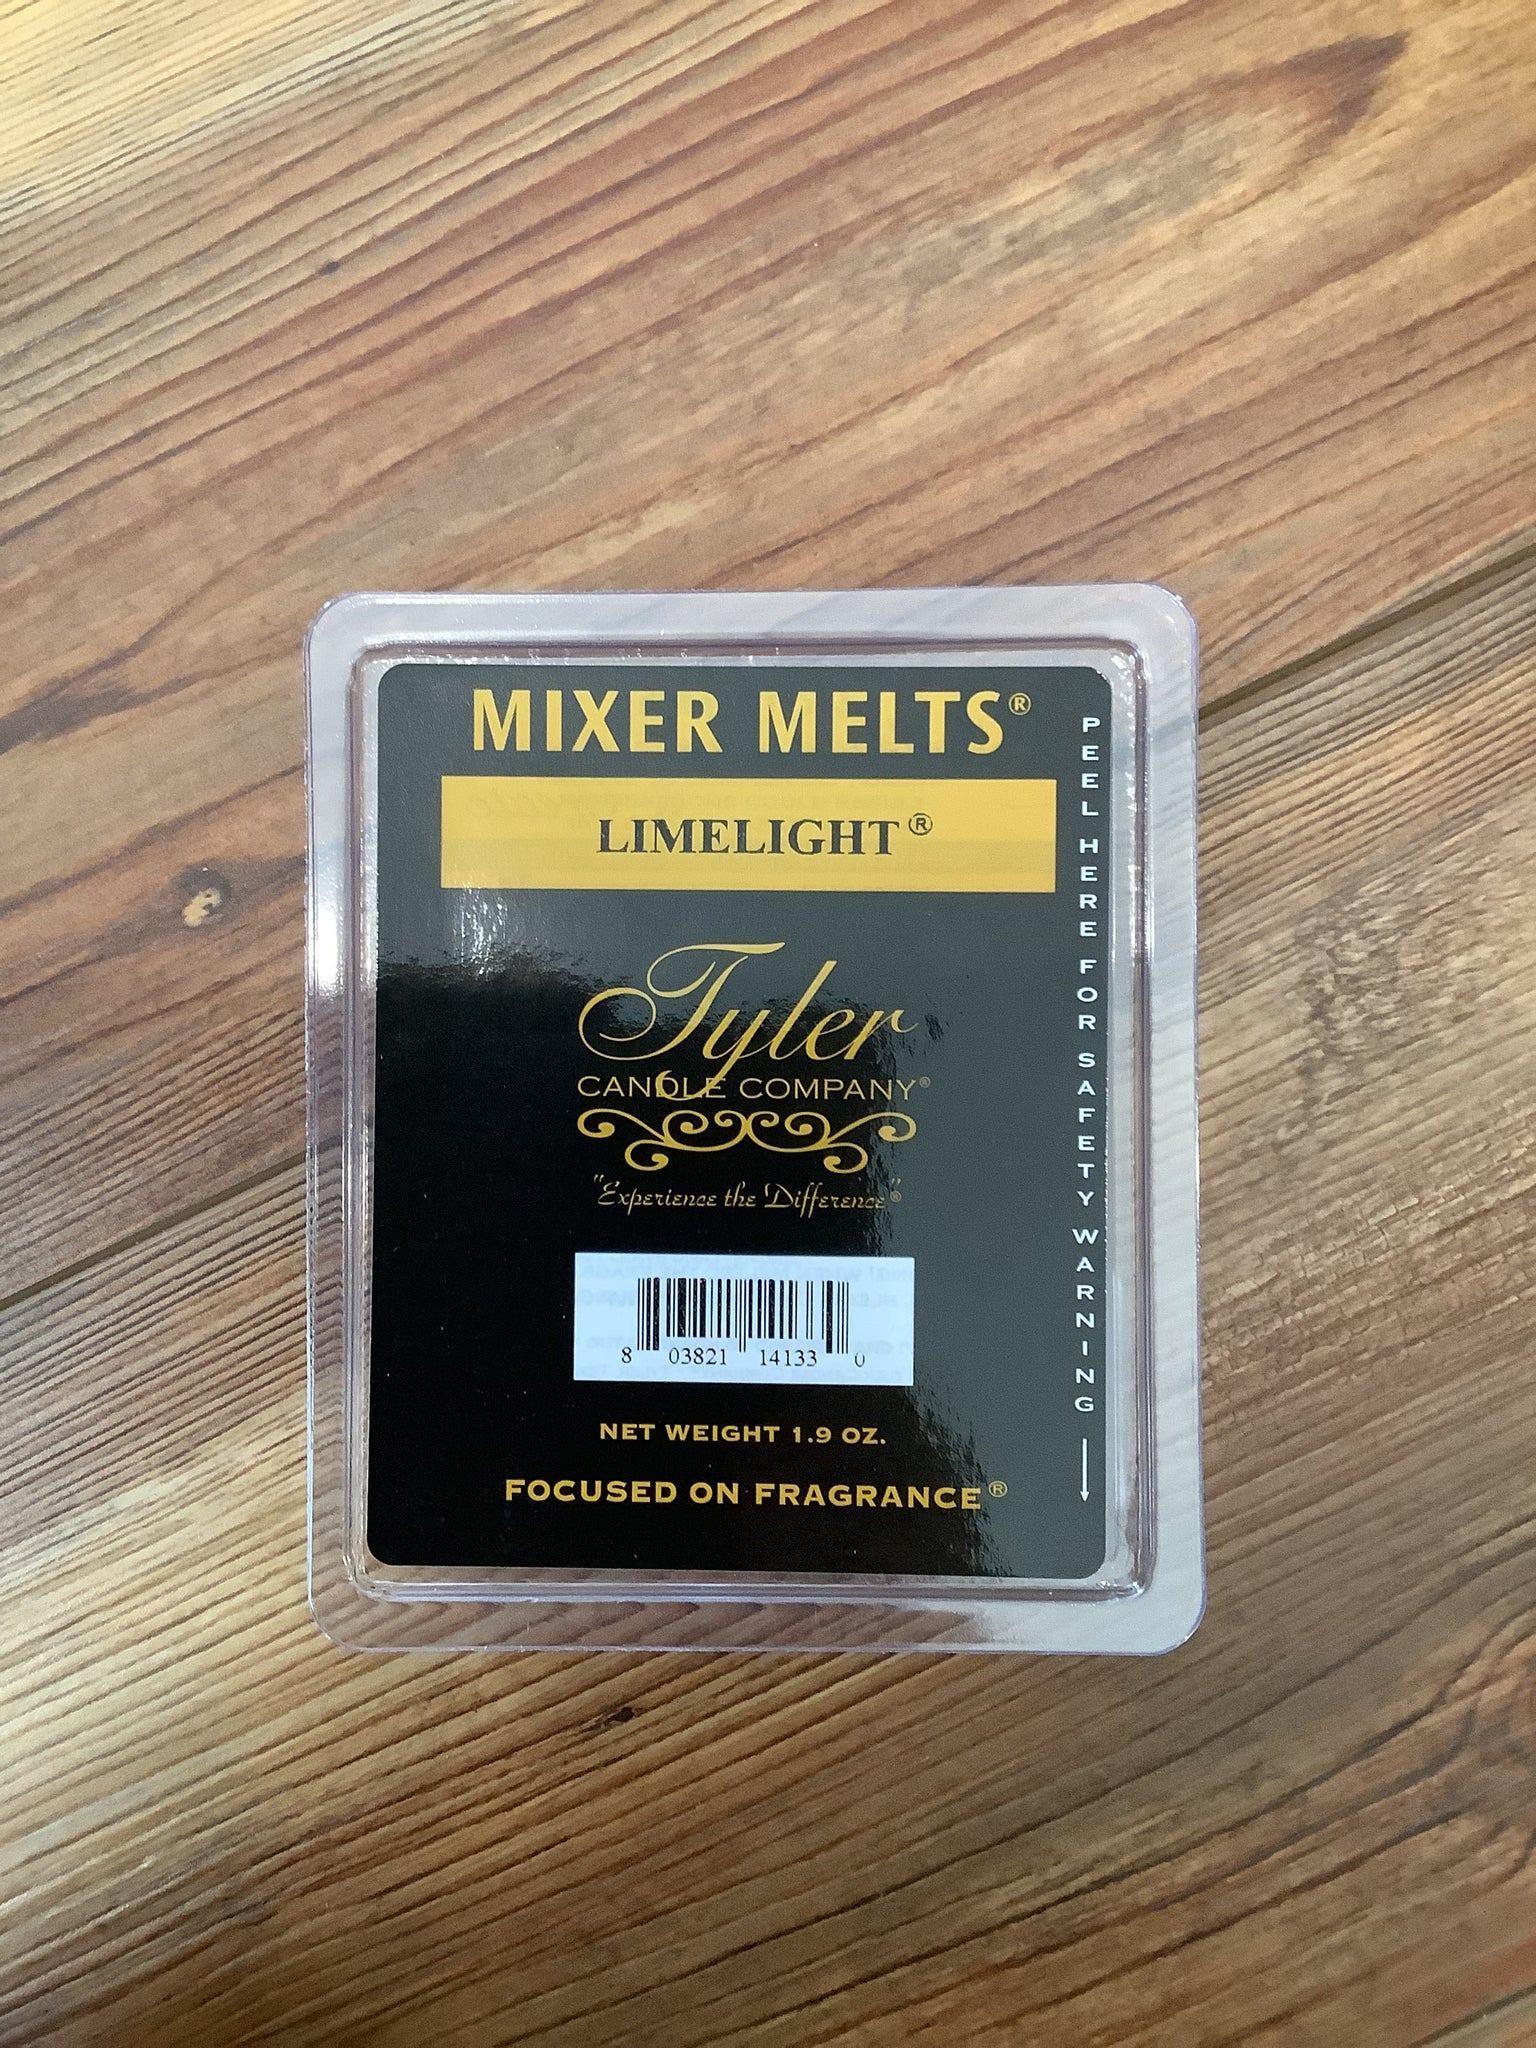 MIXER MELTS®
LIMELIGHT®
Tyler
CANDLE COMPANY®
"Experience the Difference"®
8 03821 14133 0
NET WEIGHT 1.9 OZ.
FOCUSED ON FRAGRANCE®
PEEL HERE FOR SAFETY WARNING